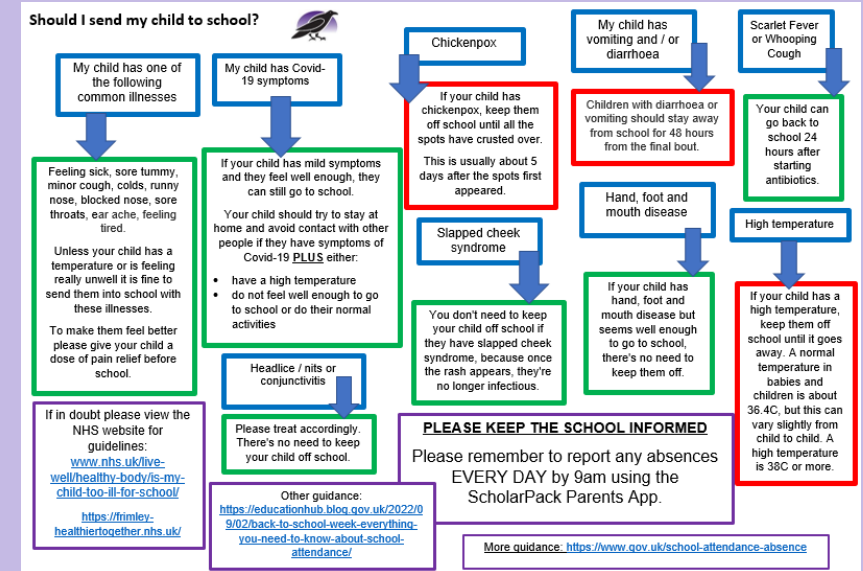 Should I send my child to school?
My child has one of
the following
common illnesses
Feeling sick, sore tummy,
minor cough, colds, runny
nose, blocked nose, sore
throats, ear ache, feeling
tired.
Unless your child has a
temperature or is feeling
really unwell it is fine to
send them into school with
these illnesses.
To make them feel better
please give your child a
dose of pain relief before
school.
My child has Covid-
19 symptoms
If your child has mild symptoms
and they feel well enough, they
can still go to school.
Your child should try to stay at
home and avoid contact with other
people if they have symptoms of
Covid-19 PLUS either:
• have a high temperature
• do not feel well enough to go
to school or do their normal
activities
Headlice / nits or
conjunctivitis
Please treat accordingly.
There's no need to keep
your child off school.
Chickenpox
If your child has
chickenpox, keep them
off school until all the
spots have crusted over.
This is usually about 5
days after the spots first
appeared.
Slapped cheek
syndrome
You don't need to keep
your child off school if
they have slapped cheek
syndrome, because once
the rash appears, they're
no longer infectious.
My child has
vomiting and / or
diarrhoea
Children with diarrhoea or
vomiting should stay away
from school for 48 hours
from the final bout.
Hand, foot and
mouth disease
If your child has
hand, foot and
mouth disease but
seems well enough
to go to school,
there's no need to
keep them off.
Scarlet Fever
or Whooping
Cough
Your child can
go back to
school 24
hours after
starting
antibiotics.
High temperature
If your child has a
high temperature,
keep them off
school until it goes
away. A normal
temperature in
babies and
children is about
36.4C, but this can
vary slightly from
child to child. A
high temperature
is 38C or more.
If in doubt please view the
NHS website for
guidelines:
www.nhs.uk/live-
well/healthy-body/is-my-
child-too-ill-for-school/
https://frimley-
healthiertogether.nhs.uk/
Other guidance:
https://educationhub.blog.gov.uk/2022/0
9/02/back-to-school-week-everything-
you-need-to-know-about-school-
attendance/
PLEASE KEEP THE SCHOOL INFORMED
Please remember to report any absences
EVERY DAY by 9am using the
ScholarPack Parents App.
More guidance: https://www.gov.uk/school-attendance-absence